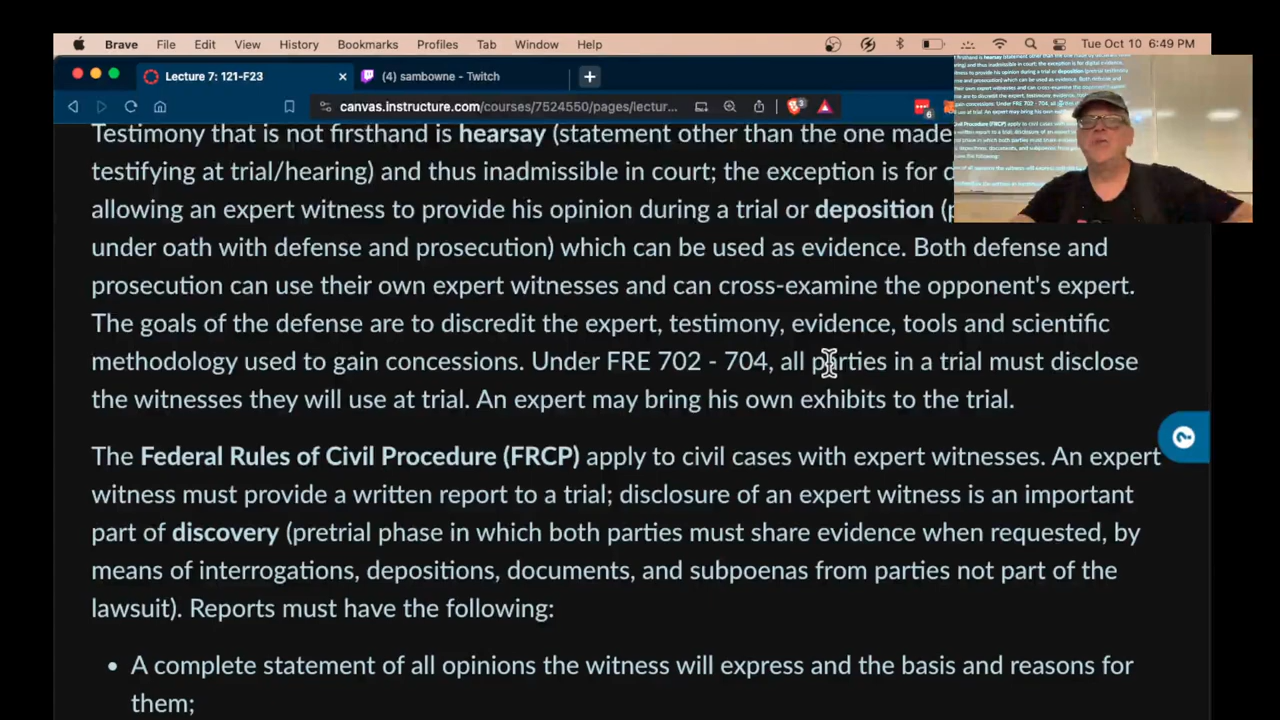 Brave File Edit View History Bookmarks Profiles Tab Window Help Tue Oct 10 6:49 PM
Lecture 7: 121-F23 (4) sambowne - Twitch
canvas.instructure.com/courses/7524550/pages/lectur...
3
6
Testimony that is not firsthand is hearsay (statement other than the one made
testifying at trial/hearing) and thus inadmissible in court; the exception is for
allowing an expert witness to provide his opinion during a trial or deposition
under oath with defense and prosecution) which can be used as evidence. Both defense and
prosecution can use their own expert witnesses and can cross-examine the opponent's expert.
The goals of the defense are to discredit the expert, testimony, evidence, tools and scientific
methodology used to gain concessions. Under FRE 702 - 704, all parties in a trial must disclose
the witnesses they will use at trial. An expert may bring his own exhibits to the trial.
The Federal Rules of Civil Procedure (FRCP) apply to civil cases with expert witnesses. An expert
witness must provide a written report to a trial; disclosure of an expert witness is an important
part of discovery (pretrial phase in which both parties must share evidence when requested, by
means of interrogations, depositions, documents, and subpoenas from parties not part of the
lawsuit). Reports must have the following:
• A complete statement of all opinions the witness will express and the basis and reasons for
them;